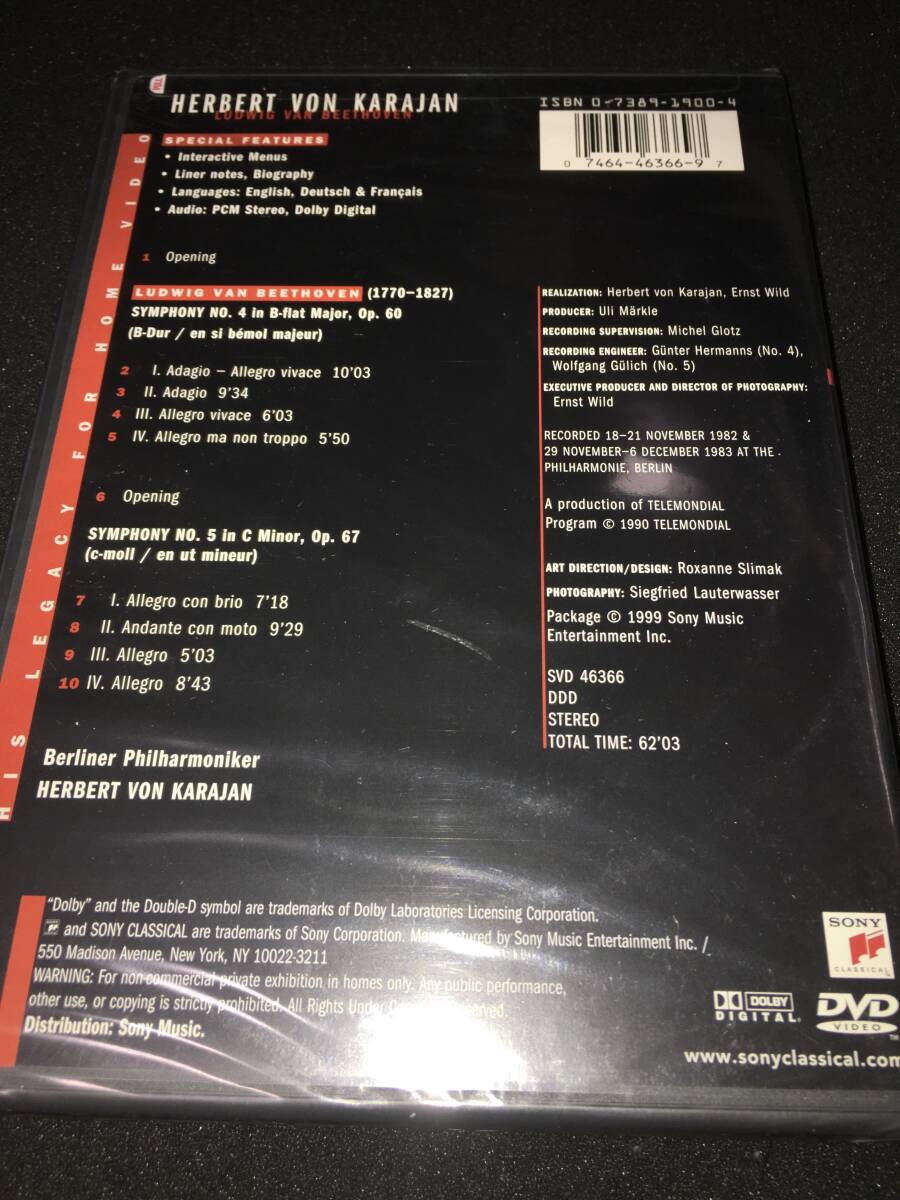 HERBERT VON KARAJAN
LUDWIG VAN BEETHOVEN
ISBN 0-7389-1900-4
0 7464-46366-9 7
SPECIAL FEATURES
• Interactive Menus
• Liner notes, Biography
• Languages: English, Deutsch & Français
• Audio: PCM Stereo, Dolby Digital
HIS LEGACY FOR HOME VIDEO
1 Opening
LUDWIG VAN BEETHOVEN (1770-1827)
SYMPHONY NO. 4 in B-flat Major, Op. 60
(B-Dur / en si bémol majeur)
2 I. Adagio – Allegro vivace 10'03
3 II. Adagio 9'34
4 III. Allegro vivace 6'03
5 IV. Allegro ma non troppo 5'50
6 Opening
SYMPHONY NO. 5 in C Minor, Op. 67
(c-moll / en ut mineur)
7 I. Allegro con brio 7'18
8 II. Andante con moto 9'29
9 III. Allegro 5'03
10 IV. Allegro 8'43
Berliner Philharmoniker
HERBERT VON KARAJAN
REALIZATION: Herbert von Karajan, Ernst Wild
PRODUCER: Uli Märkle
RECORDING SUPERVISION: Michel Glotz
RECORDING ENGINEER: Günter Hermanns (No. 4),
Wolfgang Gülich (No. 5)
EXECUTIVE PRODUCER AND DIRECTOR OF PHOTOGRAPHY:
Ernst Wild
RECORDED 18–21 NOVEMBER 1982 &
29 NOVEMBER–6 DECEMBER 1983 AT THE
PHILHARMONIE, BERLIN
A production of TELEMONDIAL
Program © 1990 TELEMONDIAL
ART DIRECTION/DESIGN: Roxanne Slimak
PHOTOGRAPHY: Siegfried Lauterwasser
Package © 1999 Sony Music
Entertainment Inc.
SVD 46366
DDD
STEREO
TOTAL TIME: 62'03
"Dolby" and the Double-D symbol are trademarks of Dolby Laboratories Licensing Corporation.
and SONY CLASSICAL are trademarks of Sony Corporation. Manufactured by Sony Music Entertainment Inc. /
550 Madison Avenue, New York, NY 10022-3211
WARNING: For non-commercial private exhibition in homes only. Any public performance,
other use, or copying is strictly prohibited. All Rights Under reserved.
Distribution: Sony Music.
SONY
CLASSICAL
DOLBY
DIGITAL
DVD
VIDEO
TM
www.sonyclassical.com